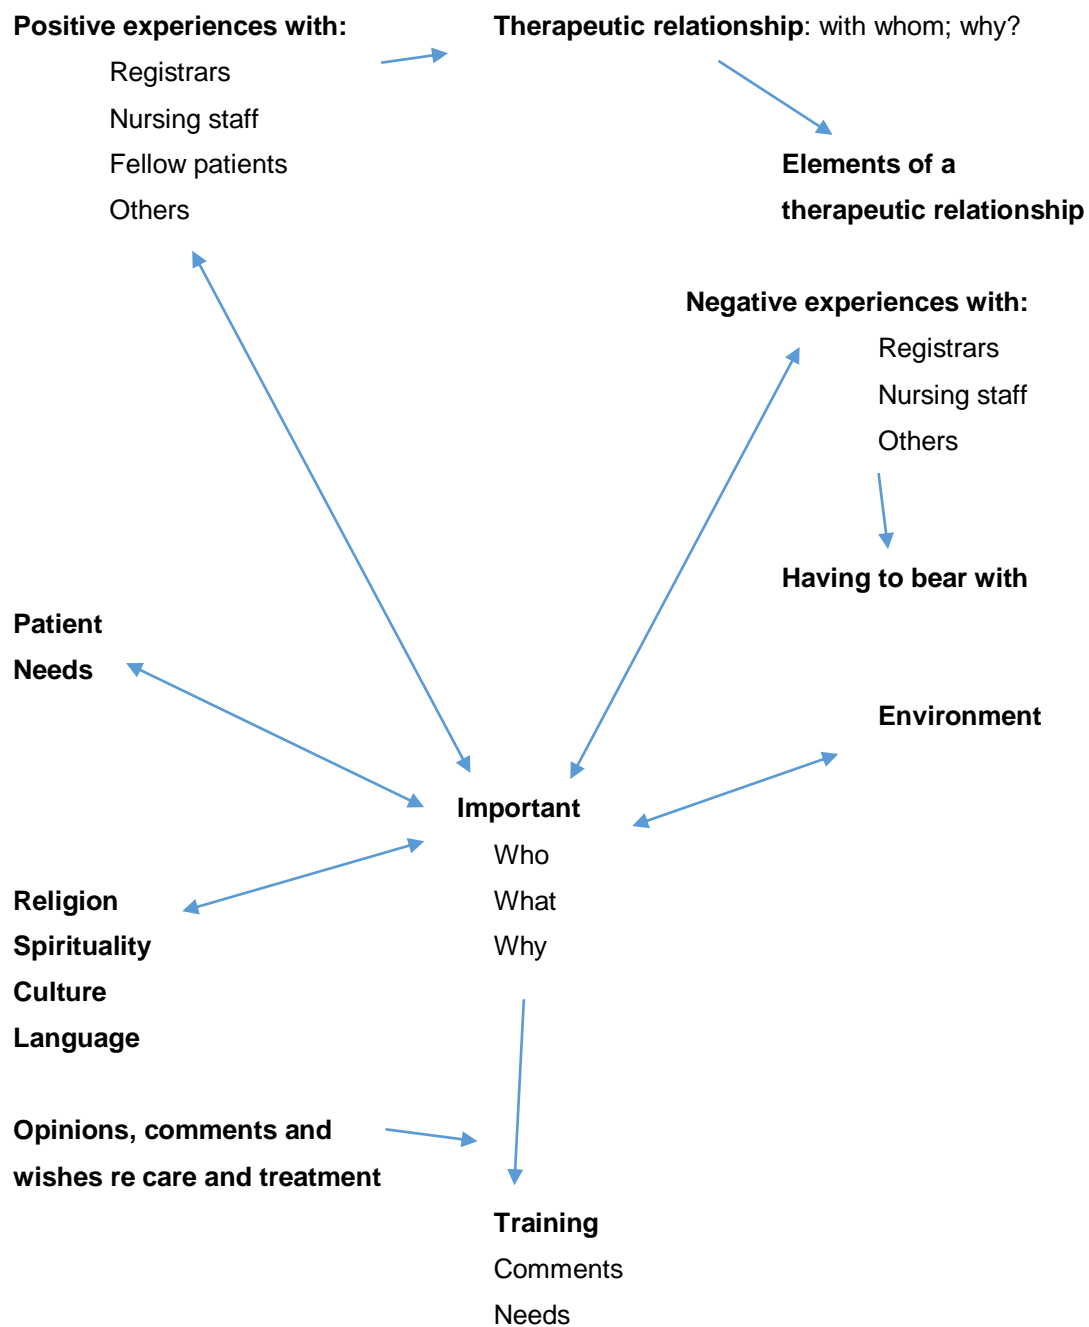 Positive experiences with:
Registrars
Nursing staff
Fellow patients
Others
Therapeutic relationship: with whom; why?
Elements of a
therapeutic relationship
Negative experiences with:
Registrars
Nursing staff
Others
Having to bear with
Patient
Needs
Environment
Important
Who
What
Why
Religion
Spirituality
Culture
Language
Opinions, comments and
wishes re care and treatment
Training
Comments
Needs